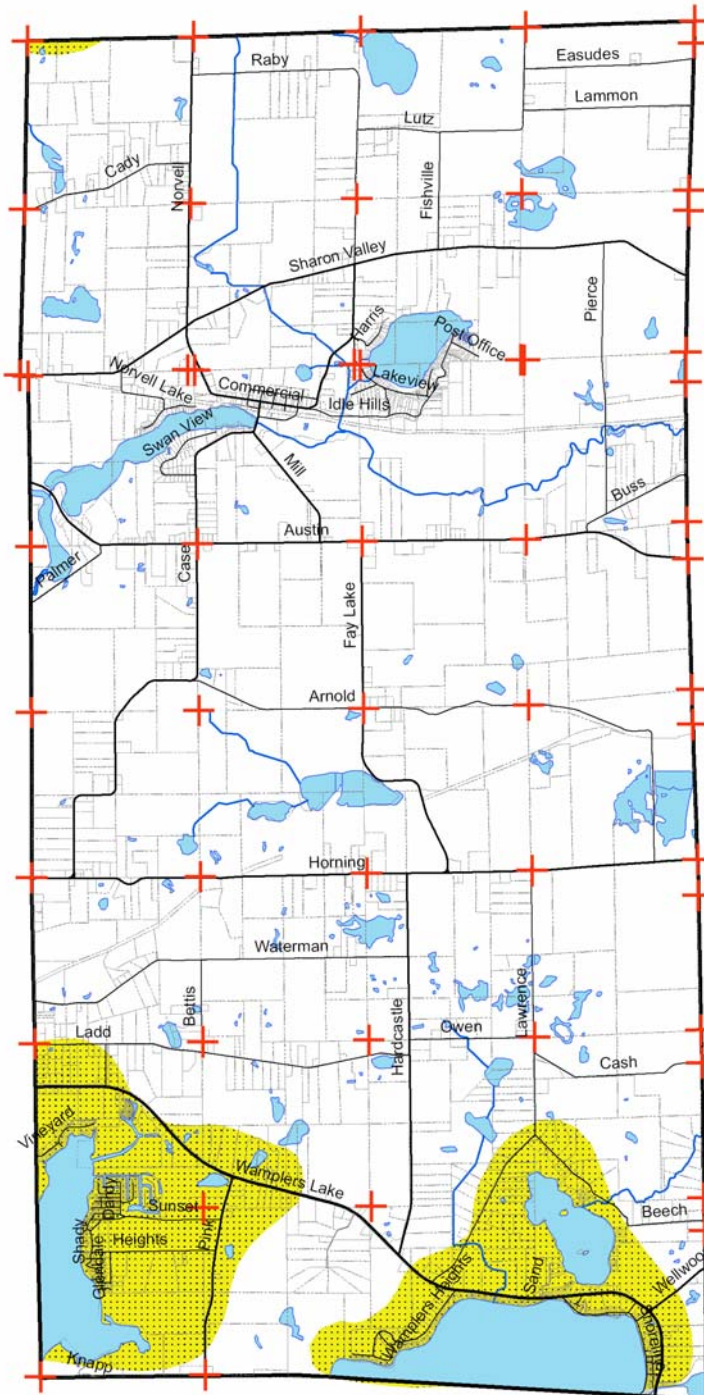 Raby
Easudes
Lammon
Lutz
Cady
Norvell
Fishville
Sharon Valley
Pierce
Harris
Post Office
Norvell Lake
Commercial
Lakeview
Idle Hills
Swan View
Mill
Buss
Austin
Palmer
Case
Fay Lake
Arnold
Horning
Waterman
Bettis
Hardcastle
Lawrence
Owen
Ladd
Cash
Vineyard
Wamplers Lake
Sunset
Beech
Shady
Heights
Pink
Glendale
Sand
Wamplers Heights
Knapp